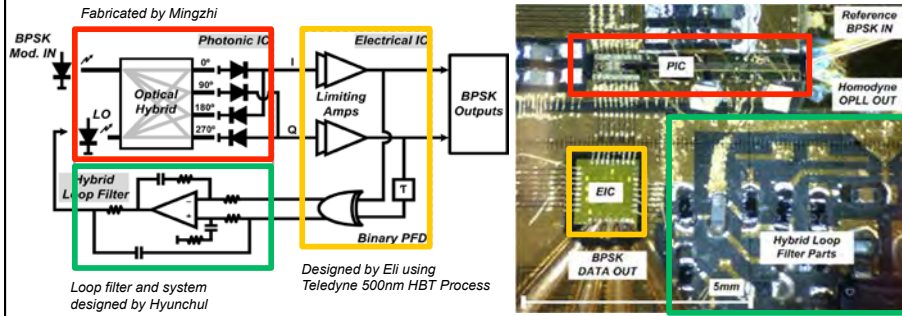 Fabricated by Mingzhi
BPSK
Mod. IN
Photonic IC
Electrical IC
0°
90°
180°
270°
Optical
Hybrid
LO
I
Q
Limiting
Amps
BPSK
Outputs
Hybrid
Loop Filter
−
+
T
Binary PFD
Loop filter and system
designed by Hyunchul
Designed by Eli using
Teledyne 500nm HBT Process
Reference
BPSK IN
PIC
Homodyne
OPLL OUT
EIC
BPSK
DATA OUT
Hybrid Loop
Filter Parts
5mm